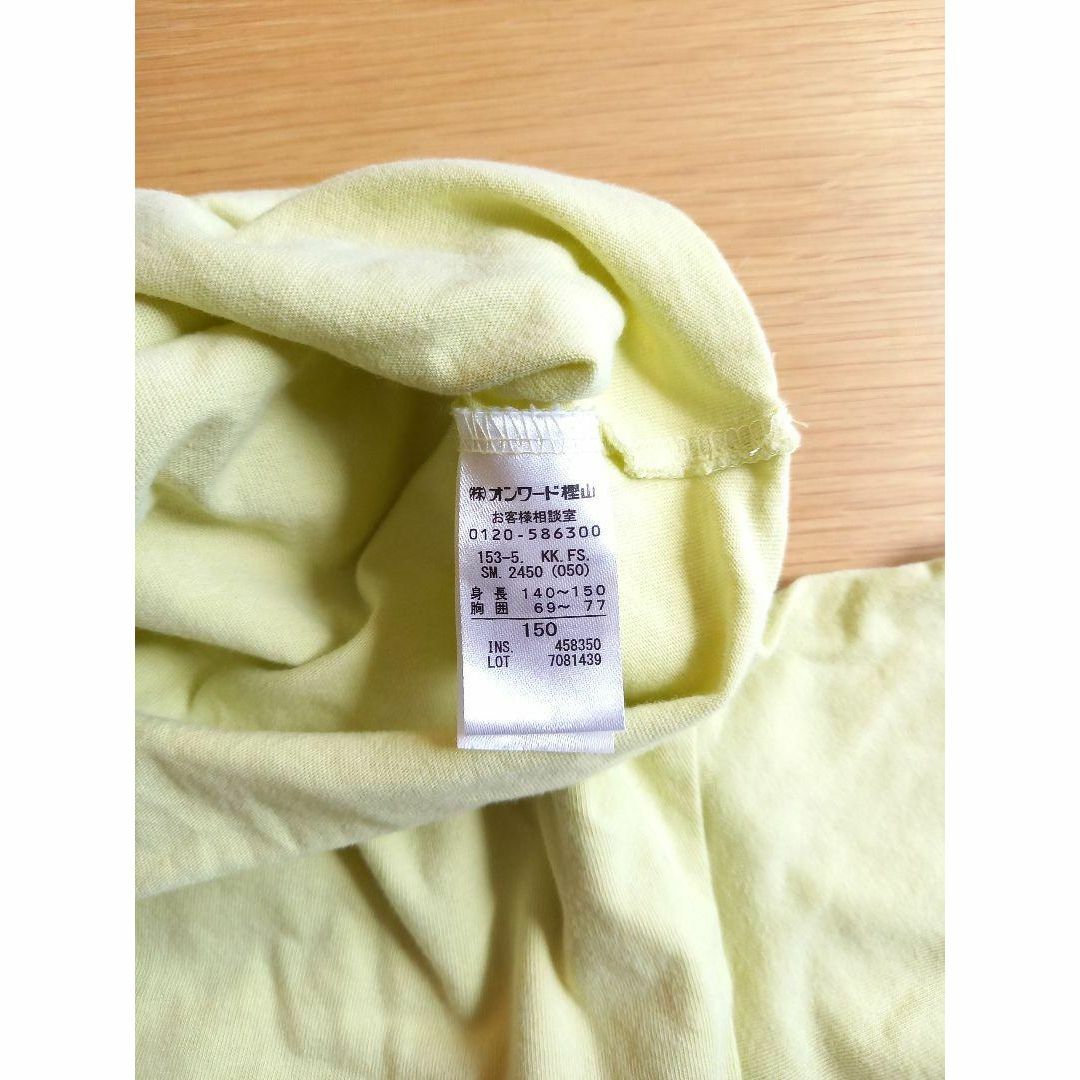 ㈱オンワード樫山
お客様相談室
0120-586300
153-5. KK.FS.
SM.2450 (050)
身長 140~150
胸囲 69~ 77
150
INS. 458350
LOT 7081439